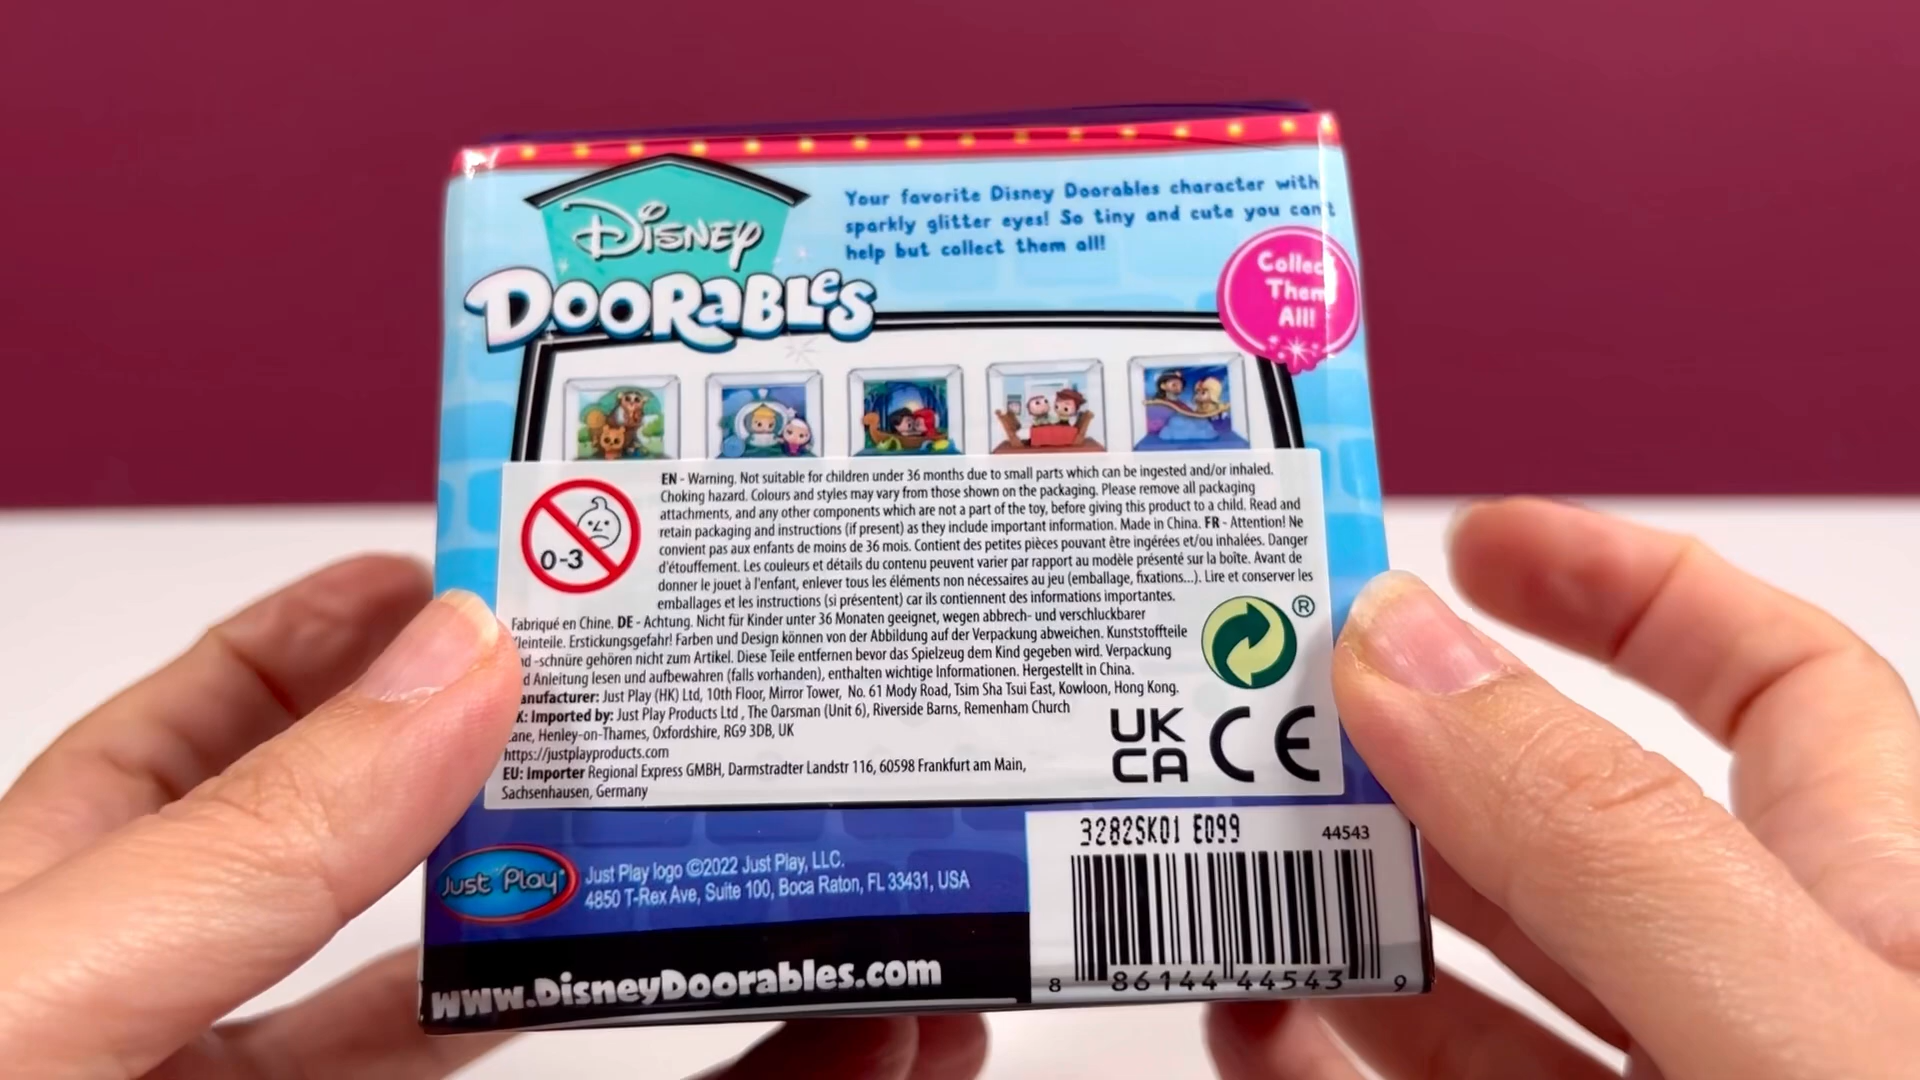 Disney
DOORABLES
Your favorite Disney Doorables character with
sparkly glitter eyes! So tiny and cute you can't
help but collect them all!
Collect
Them
All!
0-3
EN - Warning. Not suitable for children under 36 months due to small parts which can be ingested and/or inhaled.
Choking hazard. Colours and styles may vary from those shown on the packaging. Please remove all packaging
attachments, and any other components which are not a part of the toy, before giving this product to a child. Read and
retain packaging and instructions (if present) as they include important information. Made in China. FR - Attention! Ne
convient pas aux enfants de moins de 36 mois. Contient des petites pièces pouvant être ingérées et/ou inhalées. Danger
d'étouffement. Les couleurs et détails du contenu peuvent varier par rapport au modèle présenté sur la boîte. Avant de
donner le jouet à l'enfant, enlever tous les éléments non nécessaires au jeu (emballage, fixations...). Lire et conserver les
emballages et les instructions (si présentent) car ils contiennent des informations importantes.
Fabriqué en Chine. DE - Achtung. Nicht für Kinder unter 36 Monaten geeignet, wegen abbrech- und verschluckbarer
leinteile. Erstickungsgefahr! Farben und Design können von der Abbildung auf der Verpackung abweichen. Kunststoffteile
nd -schnüre gehören nicht zum Artikel. Diese Teile entfernen bevor das Spielzeug dem Kind gegeben wird. Verpackung
d Anleitung lesen und aufbewahren (falls vorhanden), enthalten wichtige Informationen. Hergestellt in China.
anufacturer: Just Play (HK) Ltd, 10th Floor, Mirror Tower, No. 61 Mody Road, Tsim Sha Tsui East, Kowloon, Hong Kong.
K: Imported by: Just Play Products Ltd , The Oarsman (Unit 6), Riverside Barns, Remenham Church
ane, Henley-on-Thames, Oxfordshire, RG9 3DB, UK
https://justplayproducts.com
EU: Importer Regional Express GMBH, Darmstradter Landstr 116, 60598 Frankfurt am Main,
Sachsenhausen, Germany
®
UK
CA
CE
3282SK01 E099
44543
Just Play
Just Play logo ©2022 Just Play, LLC.
4850 T-Rex Ave, Suite 100, Boca Raton, FL 33431, USA
www.DisneyDoorables.com
8 86144 44543 9